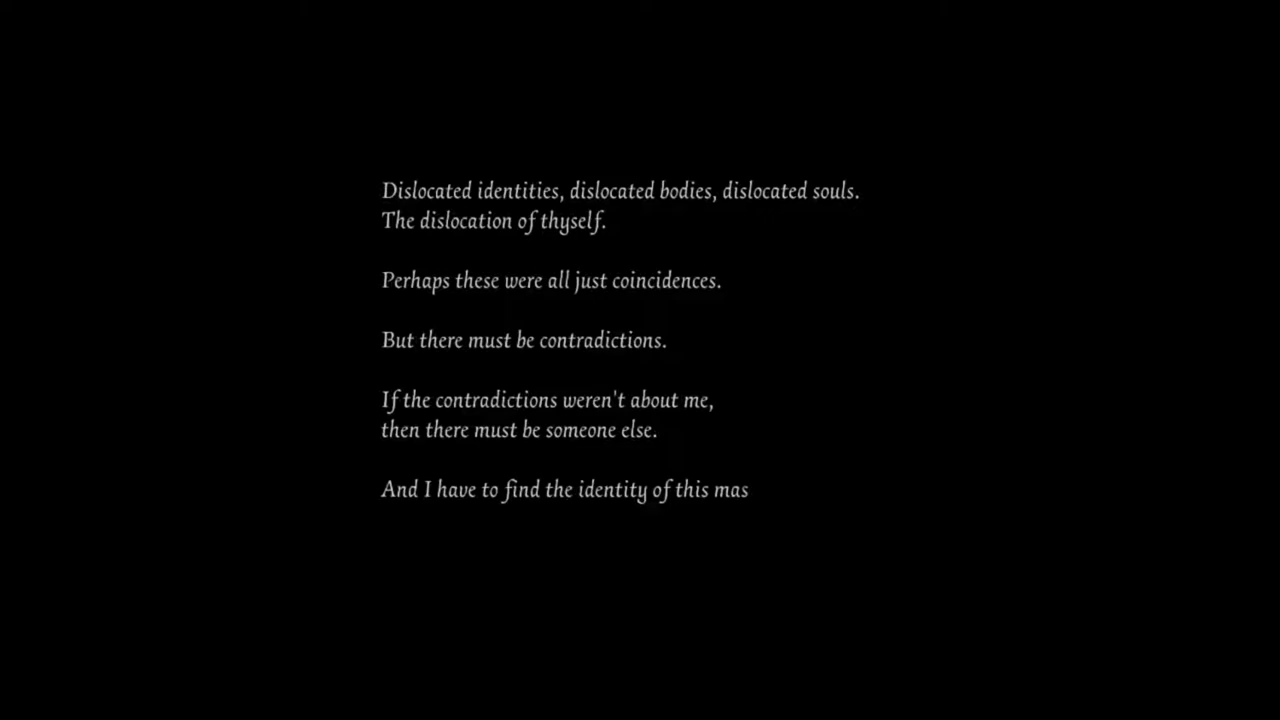 Dislocated identities, dislocated bodies, dislocated souls.
The dislocation of thyself.
Perhaps these were all just coincidences.
But there must be contradictions.
If the contradictions weren't about me,
then there must be someone else.
And I have to find the identity of this mas